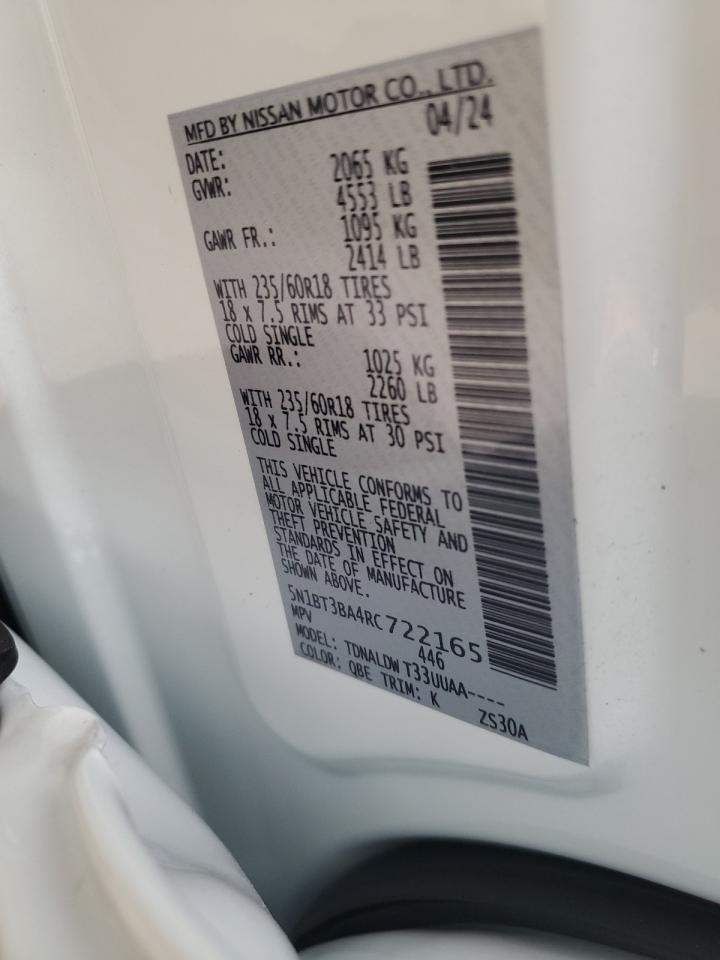 MFD BY NISSAN MOTOR CO., LTD.
DATE: 04/24
GVWR: 2065 KG
4553 LB
GAWR FR.: 1095 KG
2414 LB
WITH 235/60R18 TIRES
18 x 7.5 RIMS AT 33 PSI
COLD SINGLE
GAWR RR.: 1025 KG
2260 LB
WITH 235/60R18 TIRES
18 x 7.5 RIMS AT 30 PSI
COLD SINGLE
THIS VEHICLE CONFORMS TO
ALL APPLICABLE FEDERAL
MOTOR VEHICLE SAFETY AND
THEFT PREVENTION
STANDARDS IN EFFECT ON
THE DATE OF MANUFACTURE
SHOWN ABOVE.
5N1BT3BA4RC722165
MPV 446
MODEL: TDNALDW T33UUAA----
COLOR: QBE TRIM: K ZS30A